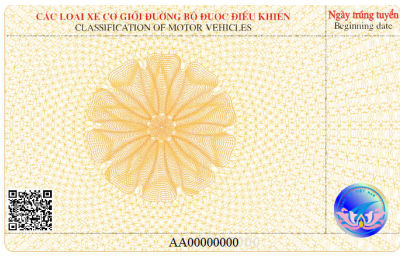 CÁC LOẠI XE CƠ GIỚI ĐƯỜNG BỘ ĐƯỢC ĐIỀU KHIỂN
CLASSIFICATION OF MOTOR VEHICLES
Ngày trúng tuyển
Beginning date
AA00000000